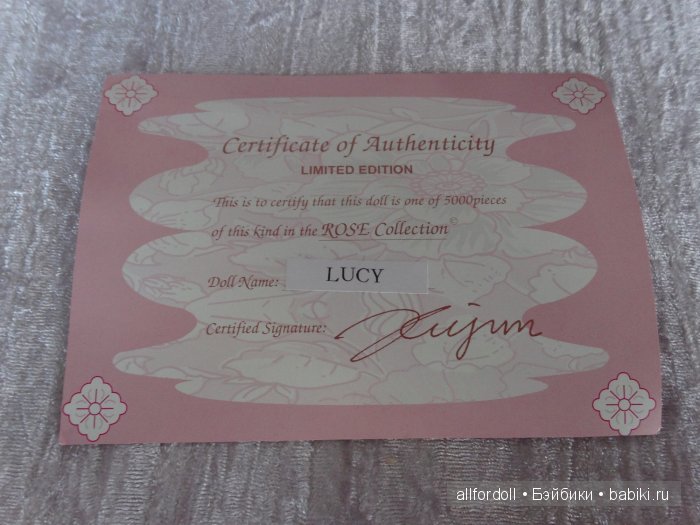 Certificate of Authenticity
LIMITED EDITION
This is to certify that this doll is one of 5000pieces
of this kind in the ROSE Collection©
Doll Name: LUCY
Certified Signature:
allfordoll • Бэйбики • babiki.ru